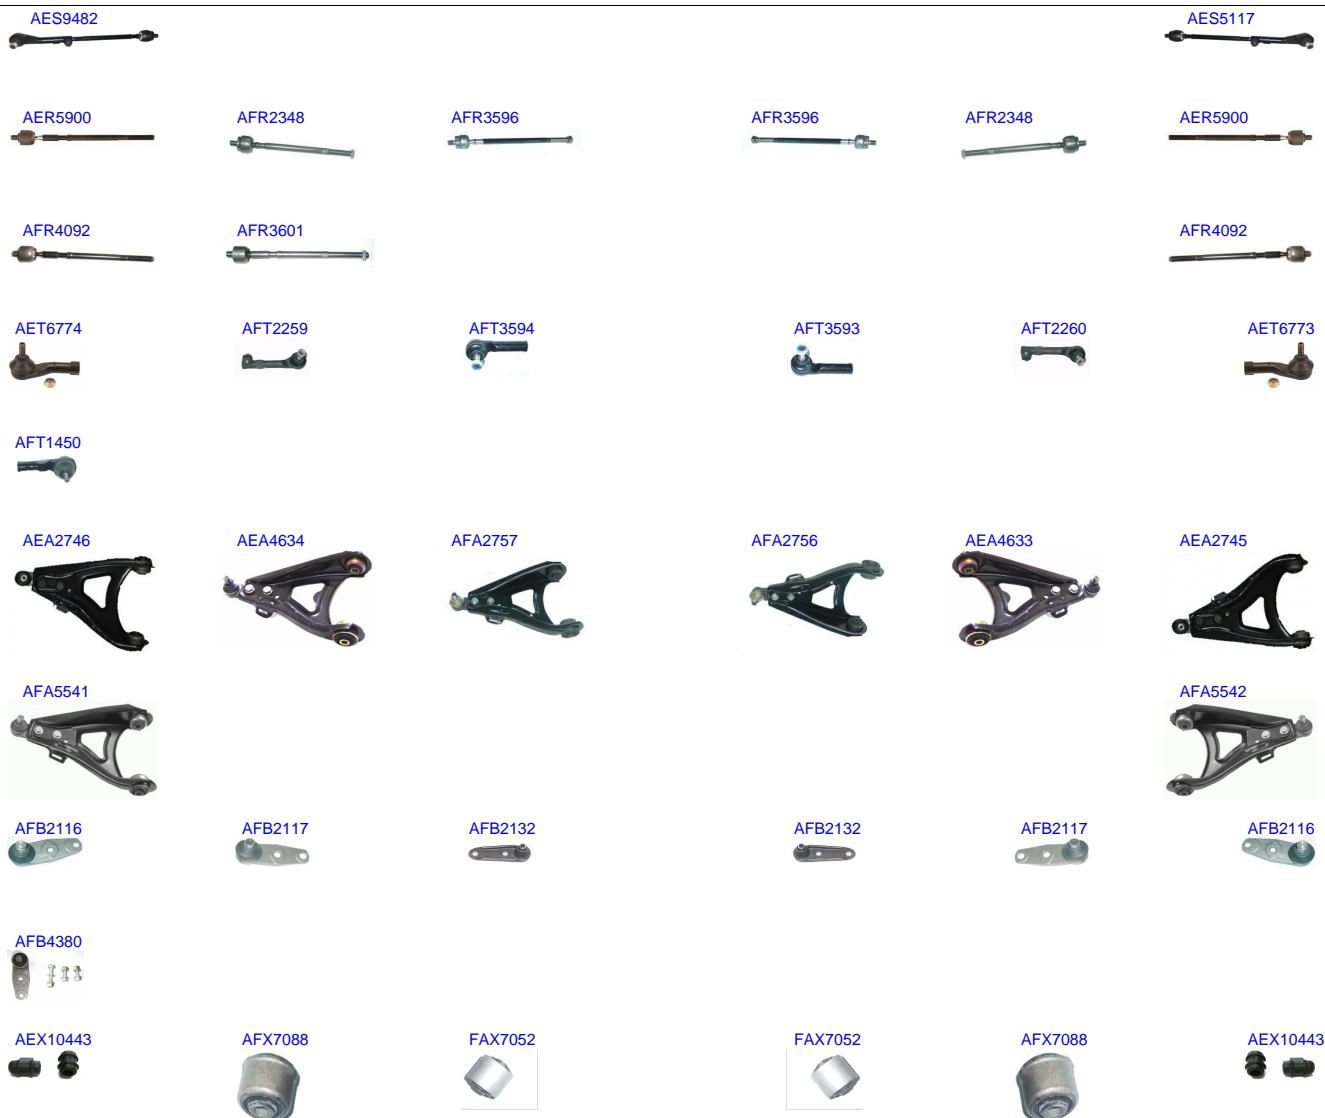 AES9482 AES5117
AER5900 AFR2348 AFR3596 AFR3596 AFR2348 AER5900
AFR4092 AFR3601 AFR4092
AET6774 AFT2259 AFT3594 AFT3593 AFT2260 AET6773
AFT1450
AEA2746 AEA4634 AFA2757 AFA2756 AEA4633 AEA2745
AFA5541 AFA5542
AFB2116 AFB2117 AFB2132 AFB2132 AFB2117 AFB2116
AFB4380
AEX10443 AFX7088 FAX7052 FAX7052 AFX7088 AEX10443